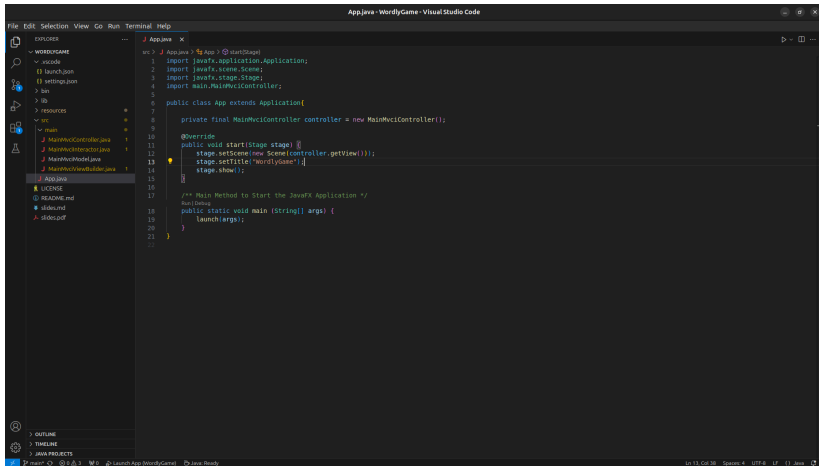 App.java - WordlyGame - Visual Studio Code
File Edit Selection View Go Run Terminal Help
EXPLORER ···
WORDLYGAME
.vscode
{} launch.json
{} settings.json
> bin
> lib
> resources
src
main
J MainMvciController.java 1
J MainMvciInteractor.java 1
J MainMvciModel.java
J MainMvciViewBuilder.java 1
J App.java
LICENSE
README.md
slides.md
slides.pdf
> OUTLINE
> TIMELINE
> JAVA PROJECTS
J App.java ×
src > J App.java > App > start(Stage)
1 import javafx.application.Application;
2 import javafx.scene.Scene;
3 import javafx.stage.Stage;
4 import main.MainMvciController;
5
6 public class App extends Application{
7
8 private final MainMvciController controller = new MainMvciController();
9
10 @Override
11 public void start(Stage stage) {
12 stage.setScene(new Scene(controller.getView()));
13 stage.setTitle("WordlyGame");
14 stage.show();
15 }
16
17 /** Main Method to Start the JavaFX Application */
Run | Debug
18 public static void main (String[] args) {
19 launch(args);
20 }
21 }
22
main* 0 3 0 Launch App (WordlyGame) Java: Ready Ln 13, Col 38 Spaces: 4 UTF-8 LF {} Java